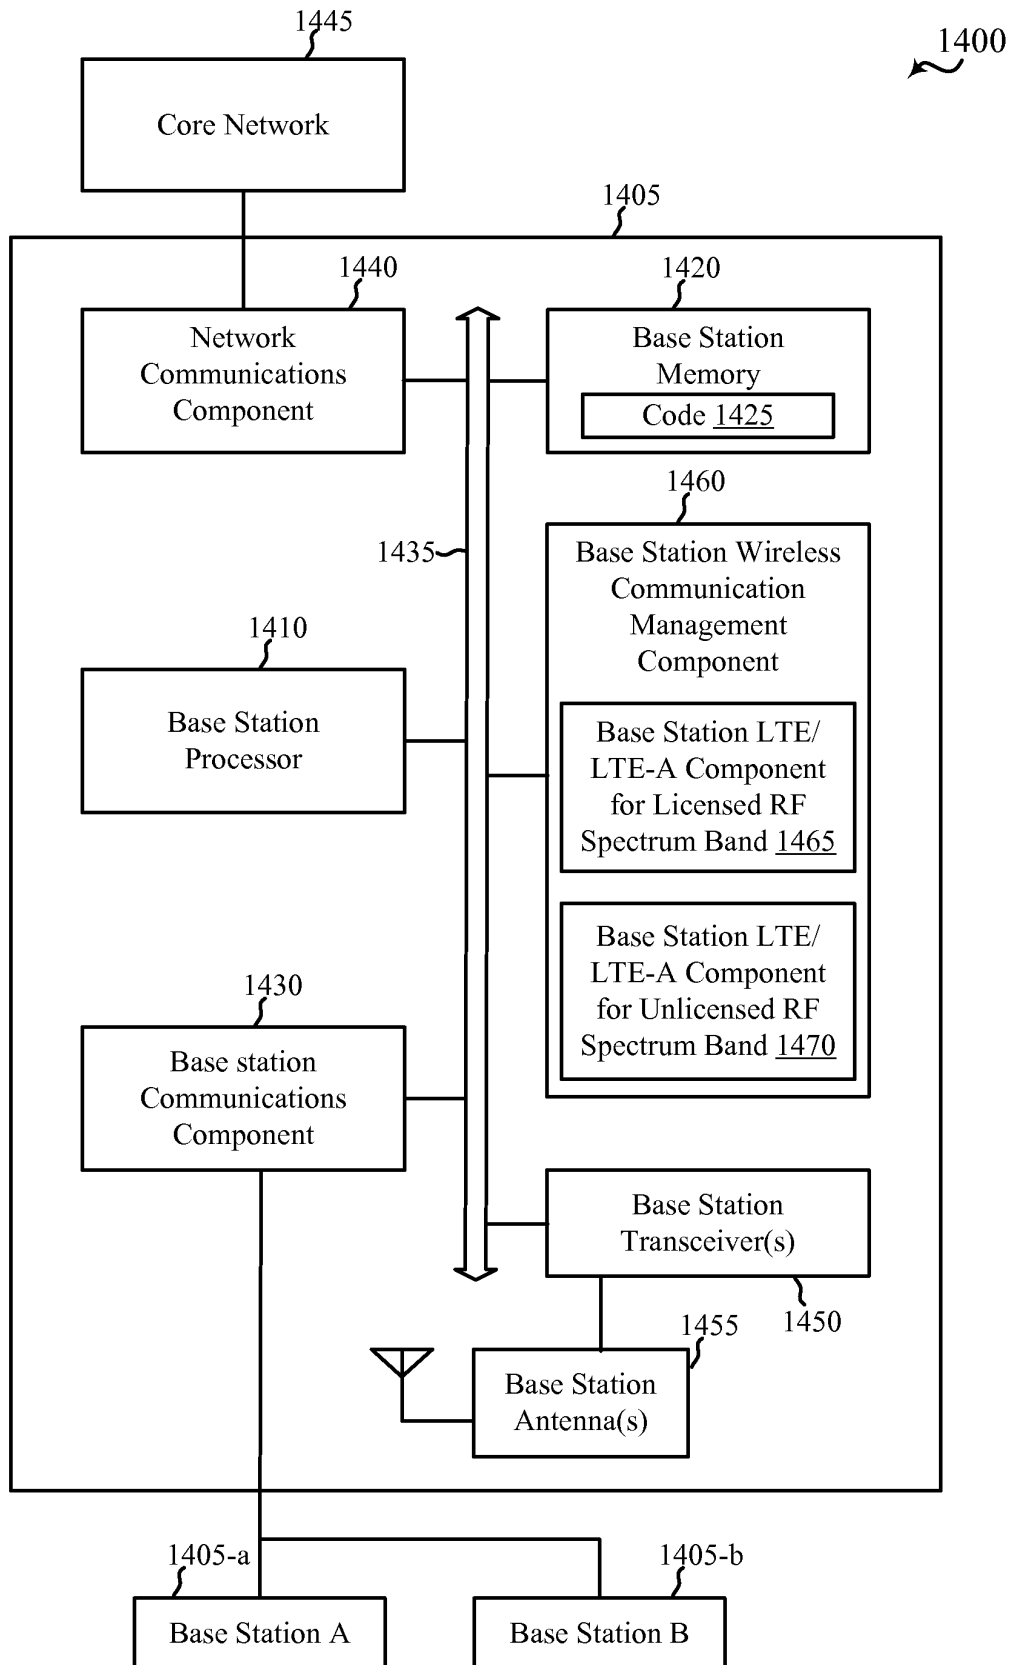 1445
1400
Core Network
1405
1440
1420
Network
Communications
Component
Base Station
Memory
Code 1425
1460
1435
Base Station Wireless
Communication
Management
Component
1410
Base Station
Processor
Base Station LTE/
LTE-A Component
for Licensed RF
Spectrum Band 1465
Base Station LTE/
LTE-A Component
for Unlicensed RF
Spectrum Band 1470
1430
Base station
Communications
Component
Base Station
Transceiver(s)
1450
1455
Base Station
Antenna(s)
1405-a
1405-b
Base Station A
Base Station B